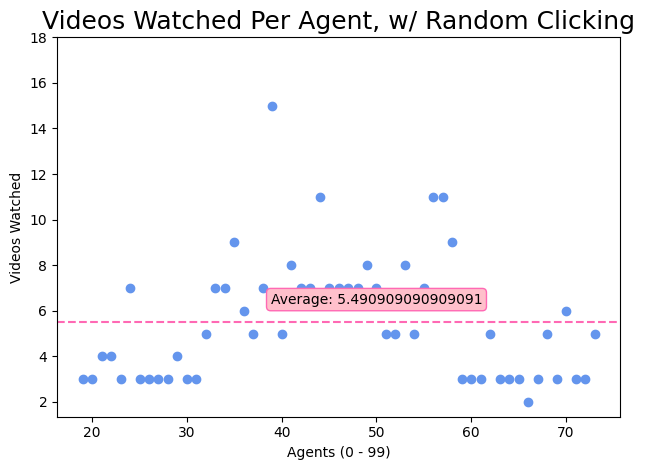 Videos Watched Per Agent, w/ Random Clicking
18
16
14
12
10
8
6
4
2
Videos Watched
Average: 5.490909090909091
20 30 40 50 60 70
Agents (0 - 99)